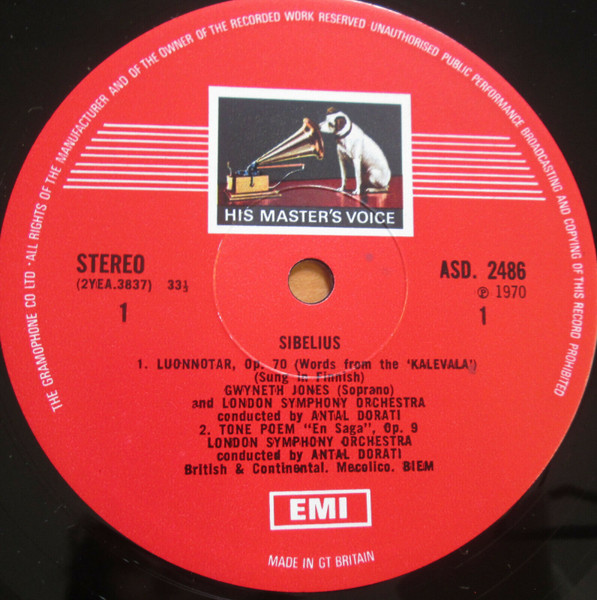 THE GRAMOPHONE CO LTD · ALL RIGHTS OF THE MANUFACTURER AND OF THE OWNER OF THE RECORDED WORK RESERVED UNAUTHORISED PUBLIC PERFORMANCE BROADCASTING AND COPYING OF THIS RECORD PROHIBITED
HIS MASTER'S VOICE
STEREO
(2YEA.3837) 33⅓
1
ASD. 2486
℗ 1970
1
SIBELIUS
1. LUONNOTAR, Op. 70 (Words from the 'KALEVALA')
(Sung in Finnish)
GWYNETH JONES (Soprano)
and LONDON SYMPHONY ORCHESTRA
conducted by ANTAL DORATI
2. TONE POEM "En Saga", Op. 9
LONDON SYMPHONY ORCHESTRA
conducted by ANTAL DORATI
British & Continental. Mecolico. BIEM
EMI
MADE IN GT BRITAIN